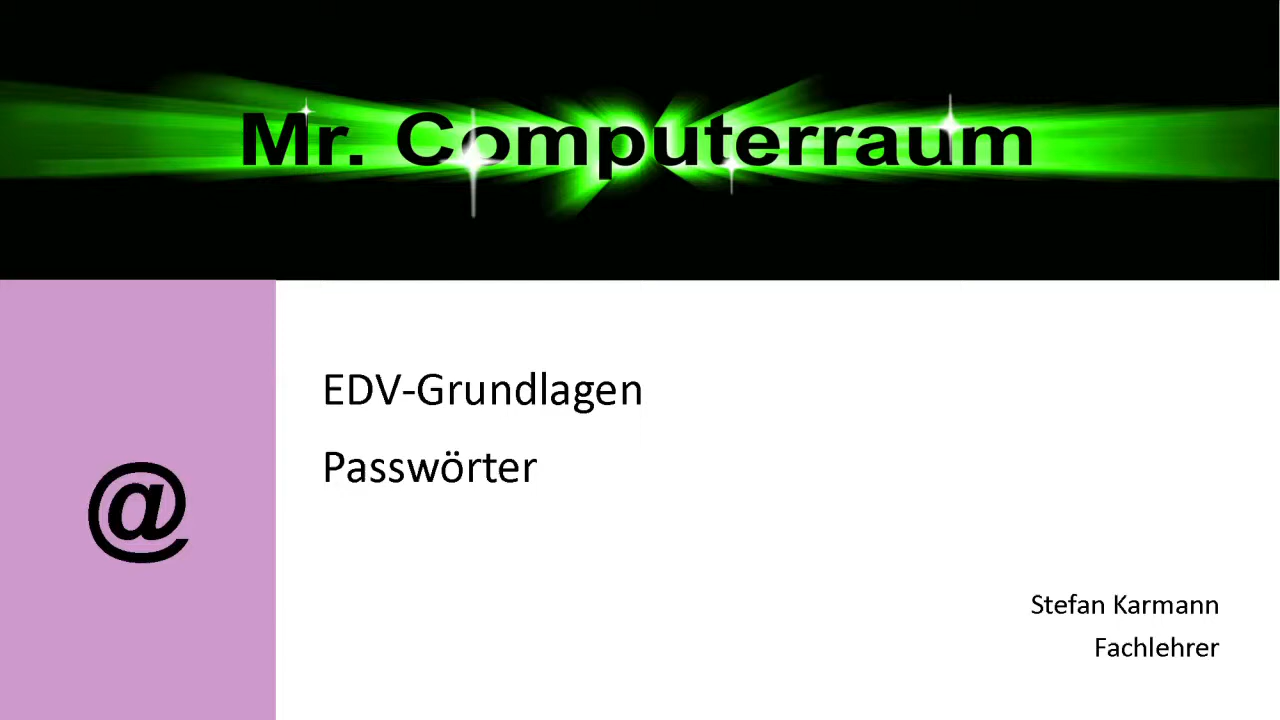 Mr. Computerraum
EDV-Grundlagen
Passwörter
@
Stefan Karmann
Fachlehrer